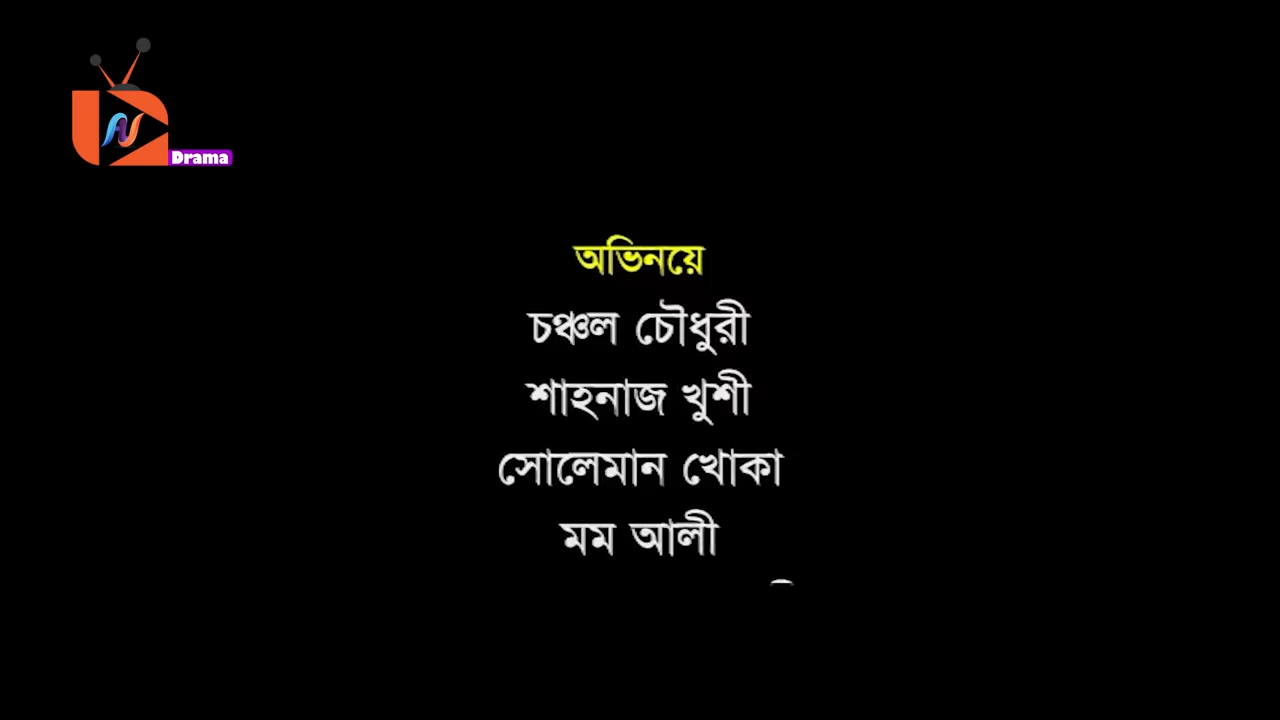 Drama
অভিনয়ে
চঞ্চল চৌধুরী
শাহনাজ খুশী
সোলেমান খোকা
মম আলী